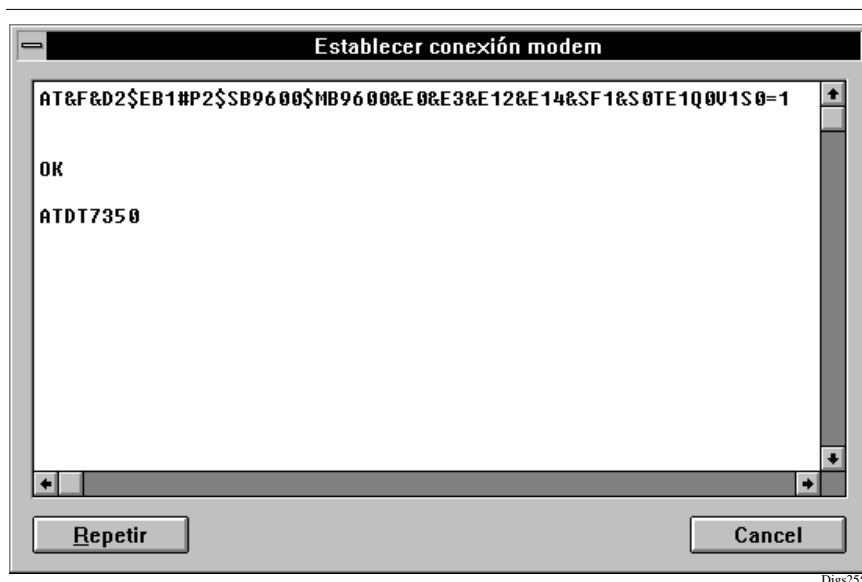 Establecer conexión modem
AT&F&D2$EB1#P2$SB9600$MB9600&E0&E3&E12&E14&SF1&S0TE1Q0V1S0=1
OK
ATDT7350
Repetir
Cancel